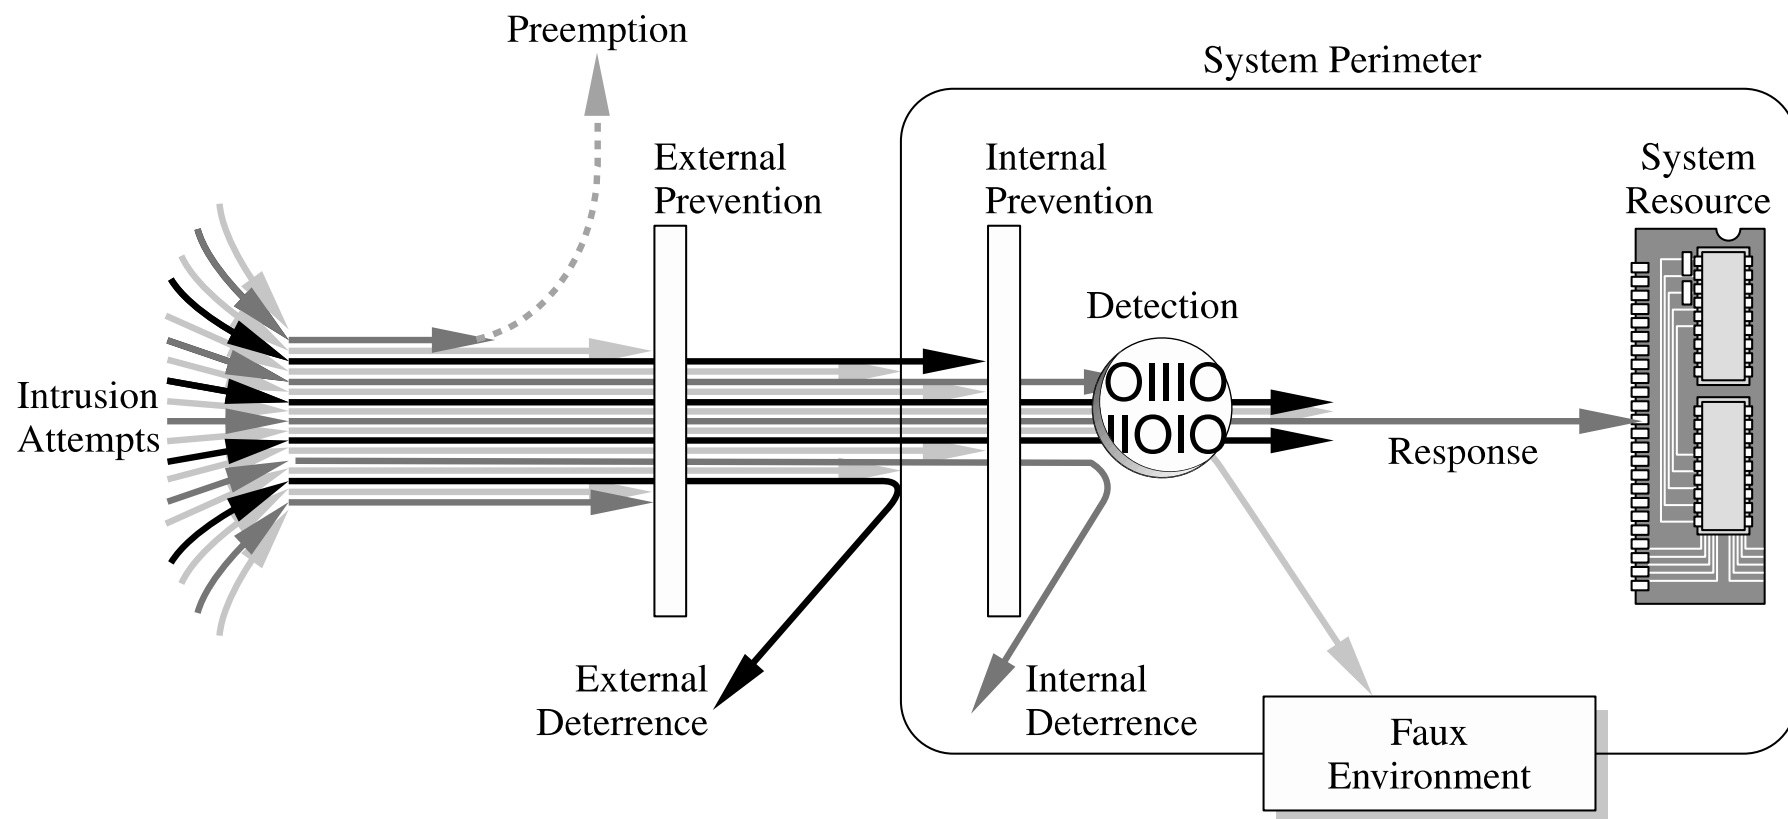 Preemption
System Perimeter
External
Prevention
Internal
Prevention
System
Resource
Detection
OIIIO
IIOIO
Intrusion
Attempts
Response
External
Deterrence
Internal
Deterrence
Faux
Environment